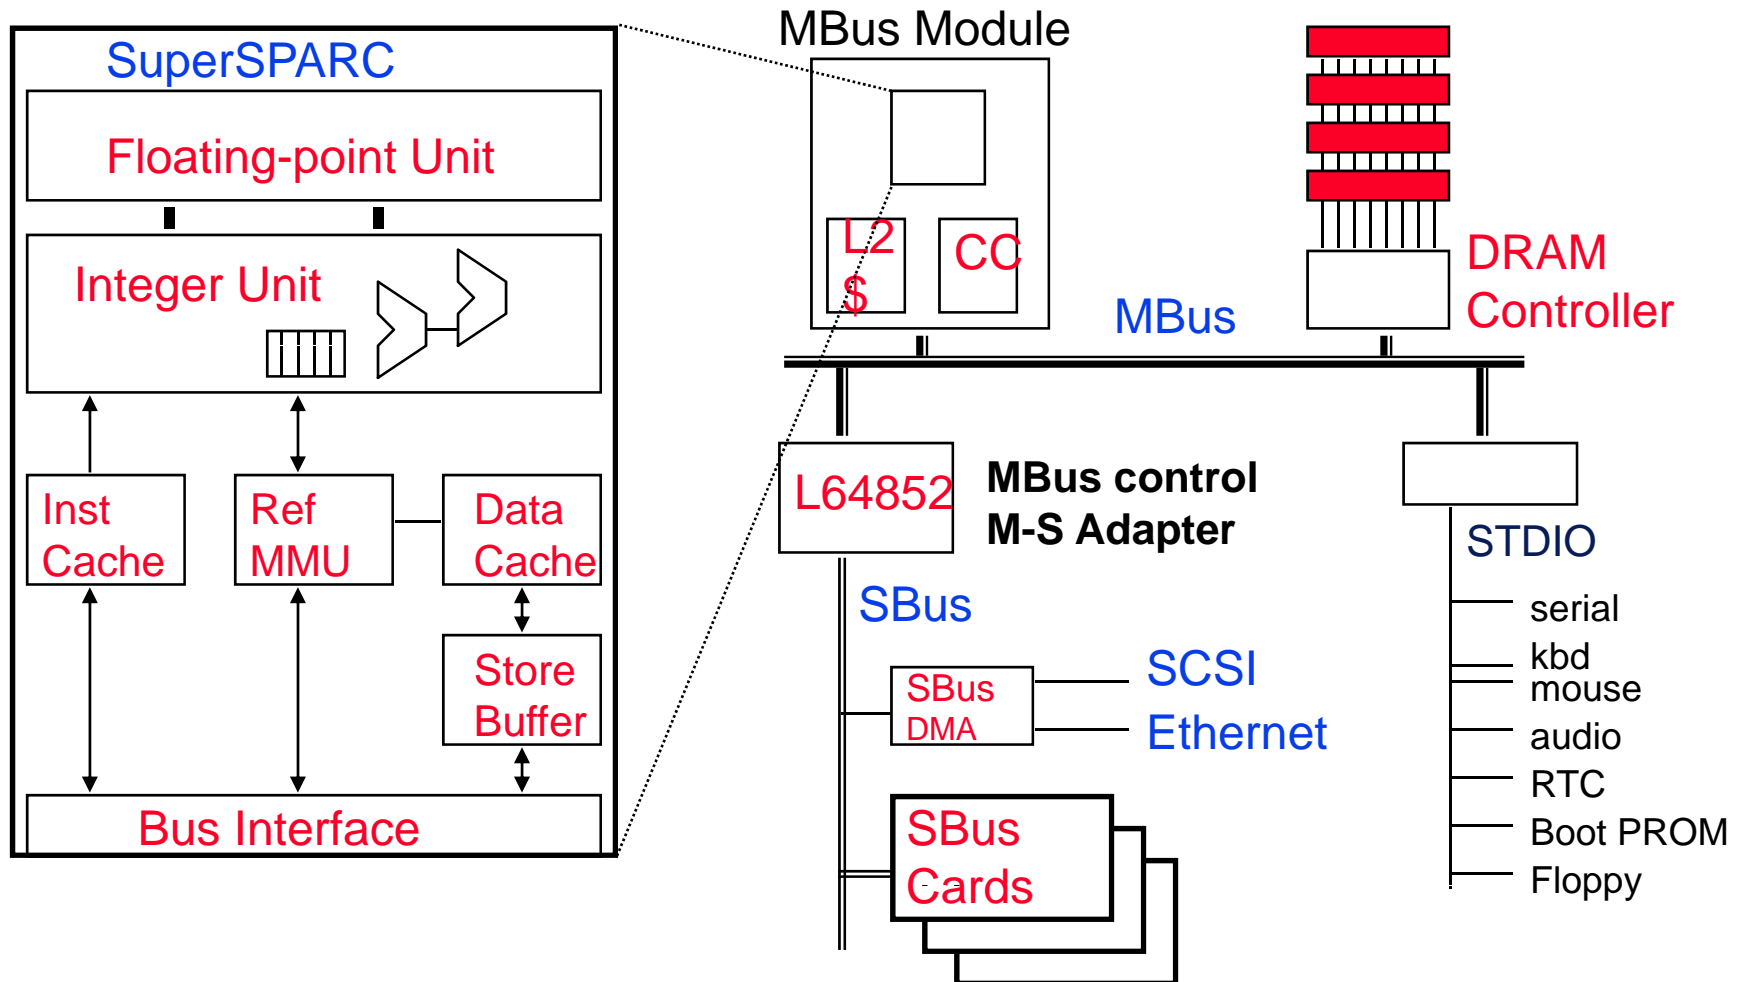 SuperSPARC
Floating-point Unit
Integer Unit
Inst
Cache
Ref
MMU
Data
Cache
Store
Buffer
Bus Interface
MBus Module
L2
$
CC
MBus
DRAM
Controller
L64852
MBus control
M-S Adapter
STDIO
SBus
serial
kbd
mouse
audio
RTC
Boot PROM
Floppy
SBus
DMA
SCSI
Ethernet
SBus
Cards